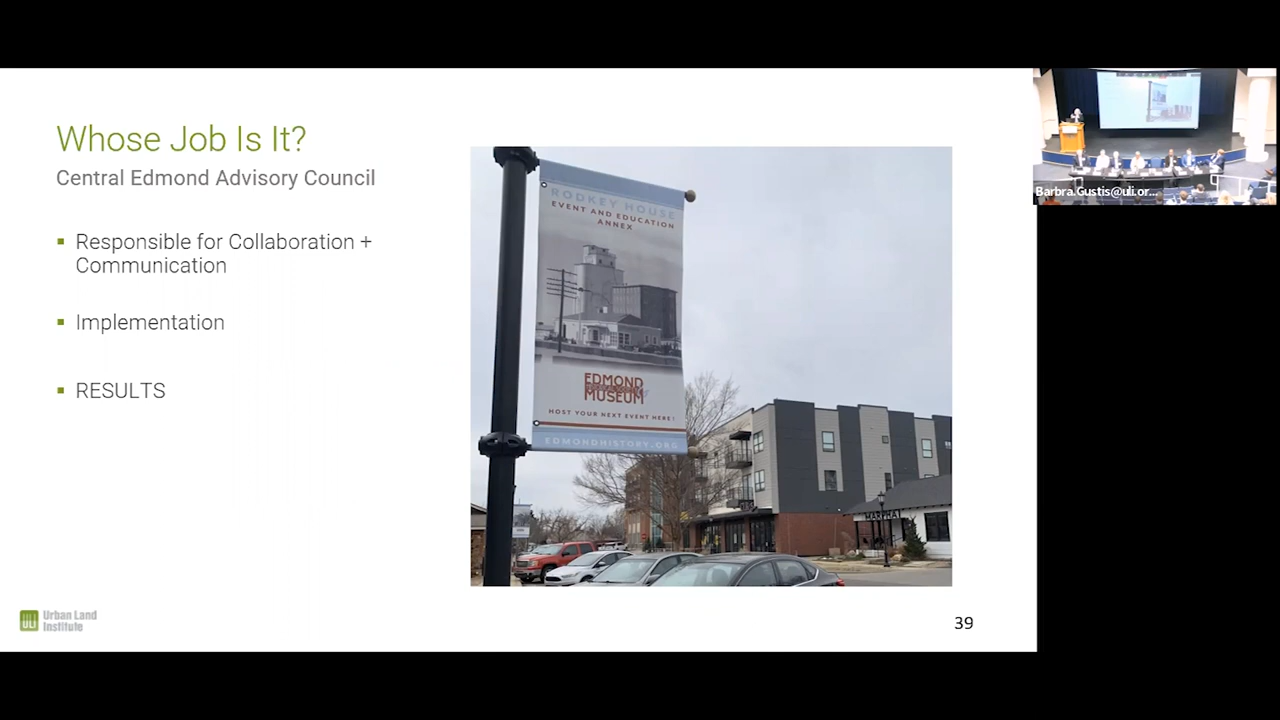 Whose Job Is It?
Central Edmond Advisory Council
Responsible for Collaboration +
Communication
Implementation
RESULTS
RODKEY HOUSE
EVENT AND EDUCATION
ANNEX
EDMOND
MUSEUM
HOST YOUR NEXT EVENT HERE!
EDMONDHISTORY.ORG
ULI
Urban Land
Institute
39
Barbra.Gustis@uli.or...